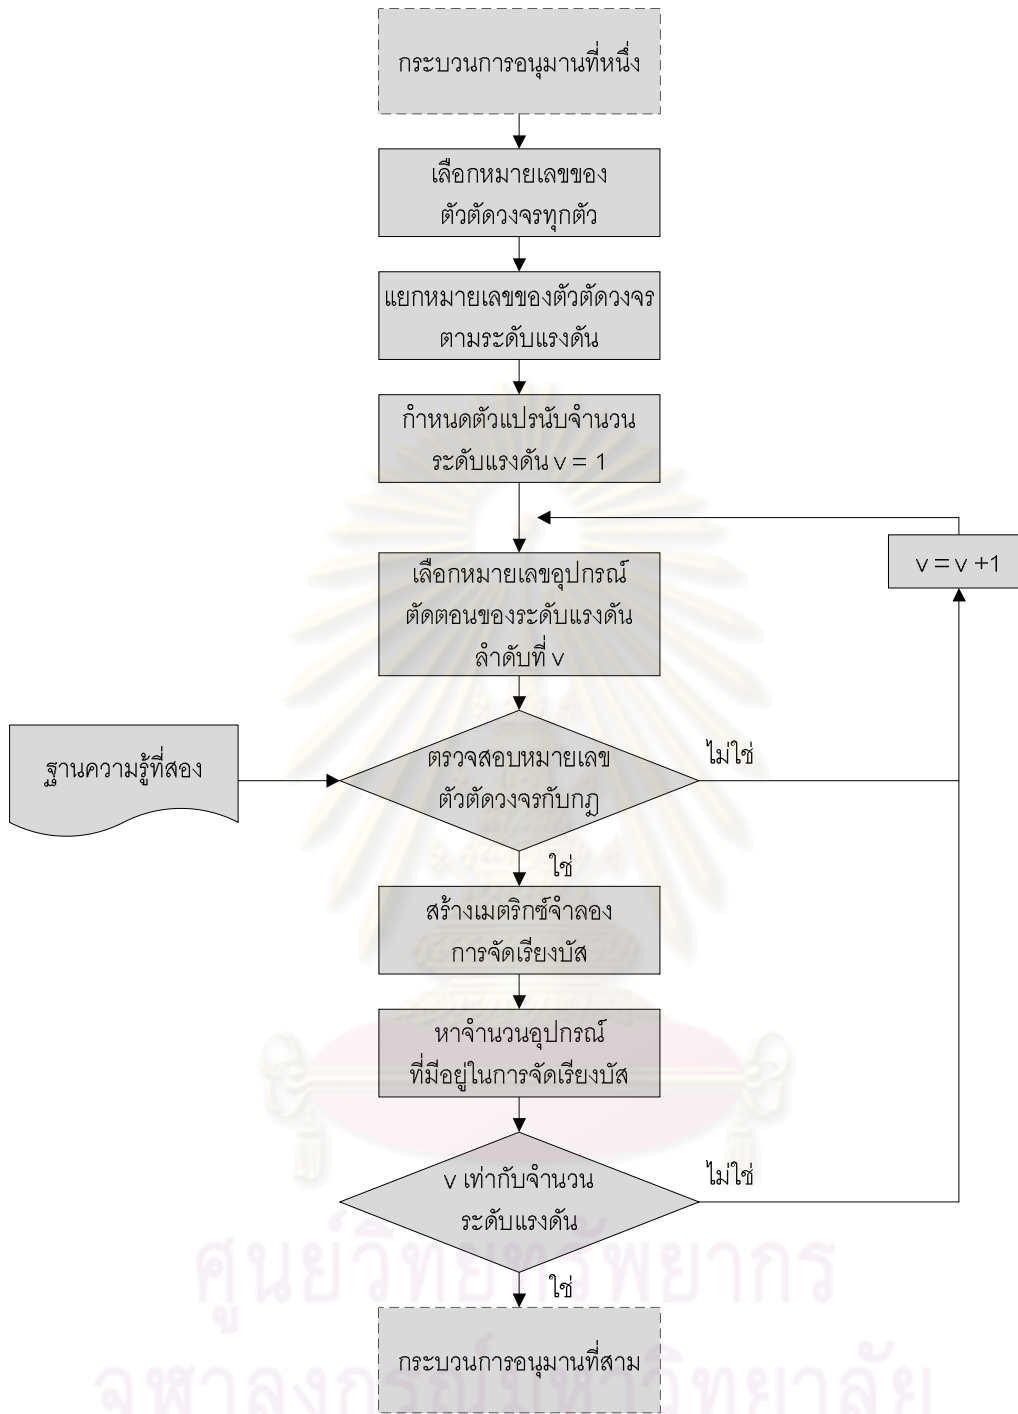 กระบวนการอนุมานที่หนึ่ง
เลือกหมายเลขของ
ตัวตัดวงจรทุกตัว
แยกหมายเลขของตัวตัดวงจร
ตามระดับแรงดัน
กำหนดตัวแปรนับจำนวน
ระดับแรงดัน v = 1
v = v +1
เลือกหมายเลขอุปกรณ์
ตัดตอนของระดับแรงดัน
ลำดับที่ v
ฐานความรู้ที่สอง
ตรวจสอบหมายเลข
ตัวตัดวงจรกับกฎ
ไม่ใช่
ใช่
สร้างเมตริกซ์จำลอง
การจัดเรียงบัส
หาจำนวนอุปกรณ์
ที่มีอยู่ในการจัดเรียงบัส
v เท่ากับจำนวน
ระดับแรงดัน
ไม่ใช่
ใช่
กระบวนการอนุมานที่สาม
ศูนย์วิทยทรัพยากร
จุฬาลงกรณ์มหาวิทยาลัย